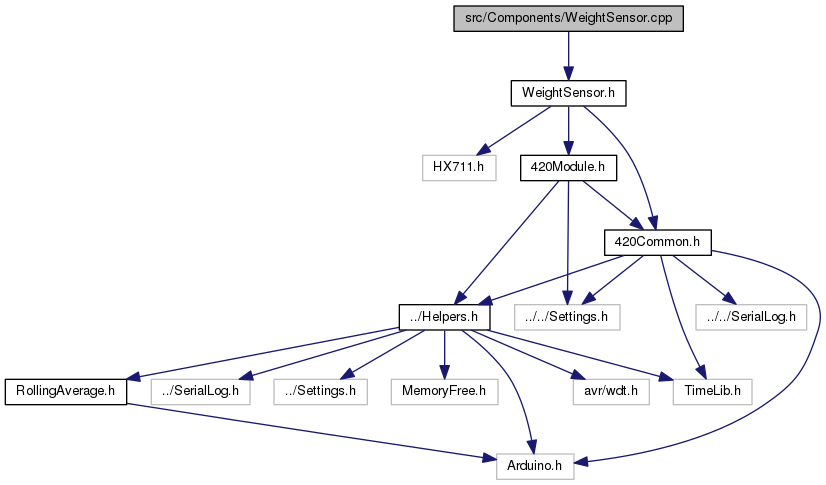 src/Components/WeightSensor.cpp
WeightSensor.h
HX711.h
420Module.h
420Common.h
../Helpers.h
../../Settings.h
../../SerialLog.h
RollingAverage.h
../SerialLog.h
../Settings.h
MemoryFree.h
avr/wdt.h
TimeLib.h
Arduino.h